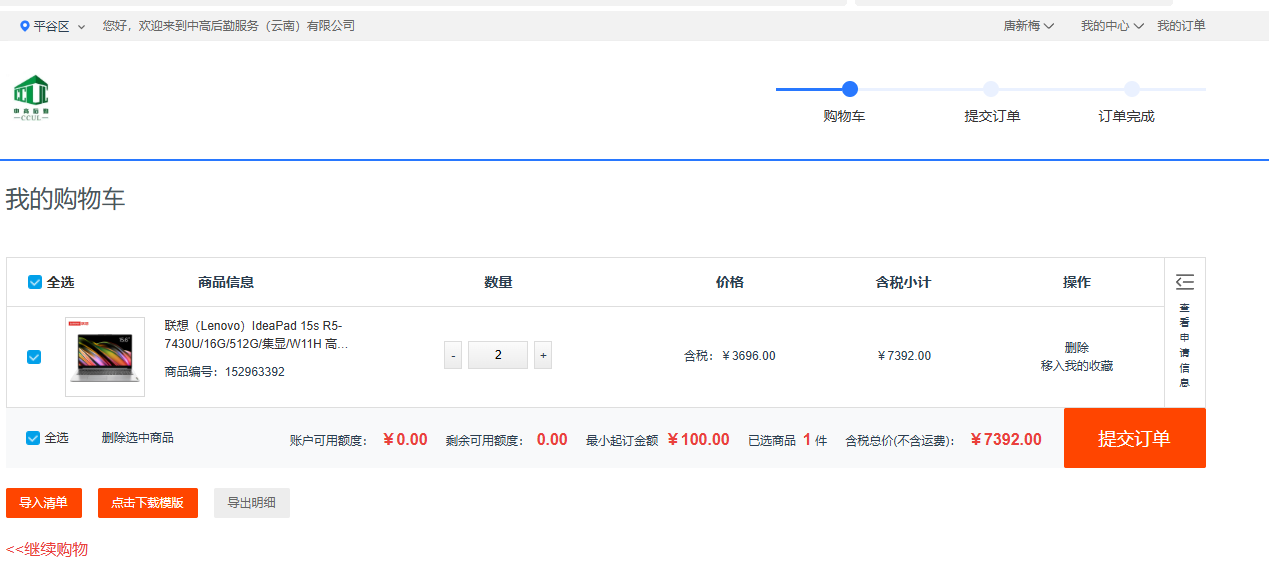 平谷区 您好，欢迎来到中高后勤服务（云南）有限公司 唐新梅 我的中心 我的订单
中高后勤
CCUL
购物车 提交订单 订单完成
我的购物车
全选 商品信息 数量 价格 含税小计 操作
查看申请信息
联想（Lenovo）IdeaPad 15s R5-
7430U/16G/512G/集显/W11H 高...
商品编号：152963392
- 2 +
含税：￥3696.00
￥7392.00
删除
移入我的收藏
全选 删除选中商品 账户可用额度： ￥0.00 剩余可用额度： 0.00 最小起订金额 ￥100.00 已选商品 1 件 含税总价(不含运费)： ￥7392.00 提交订单
导入清单 点击下载模版 导出明细
<<继续购物